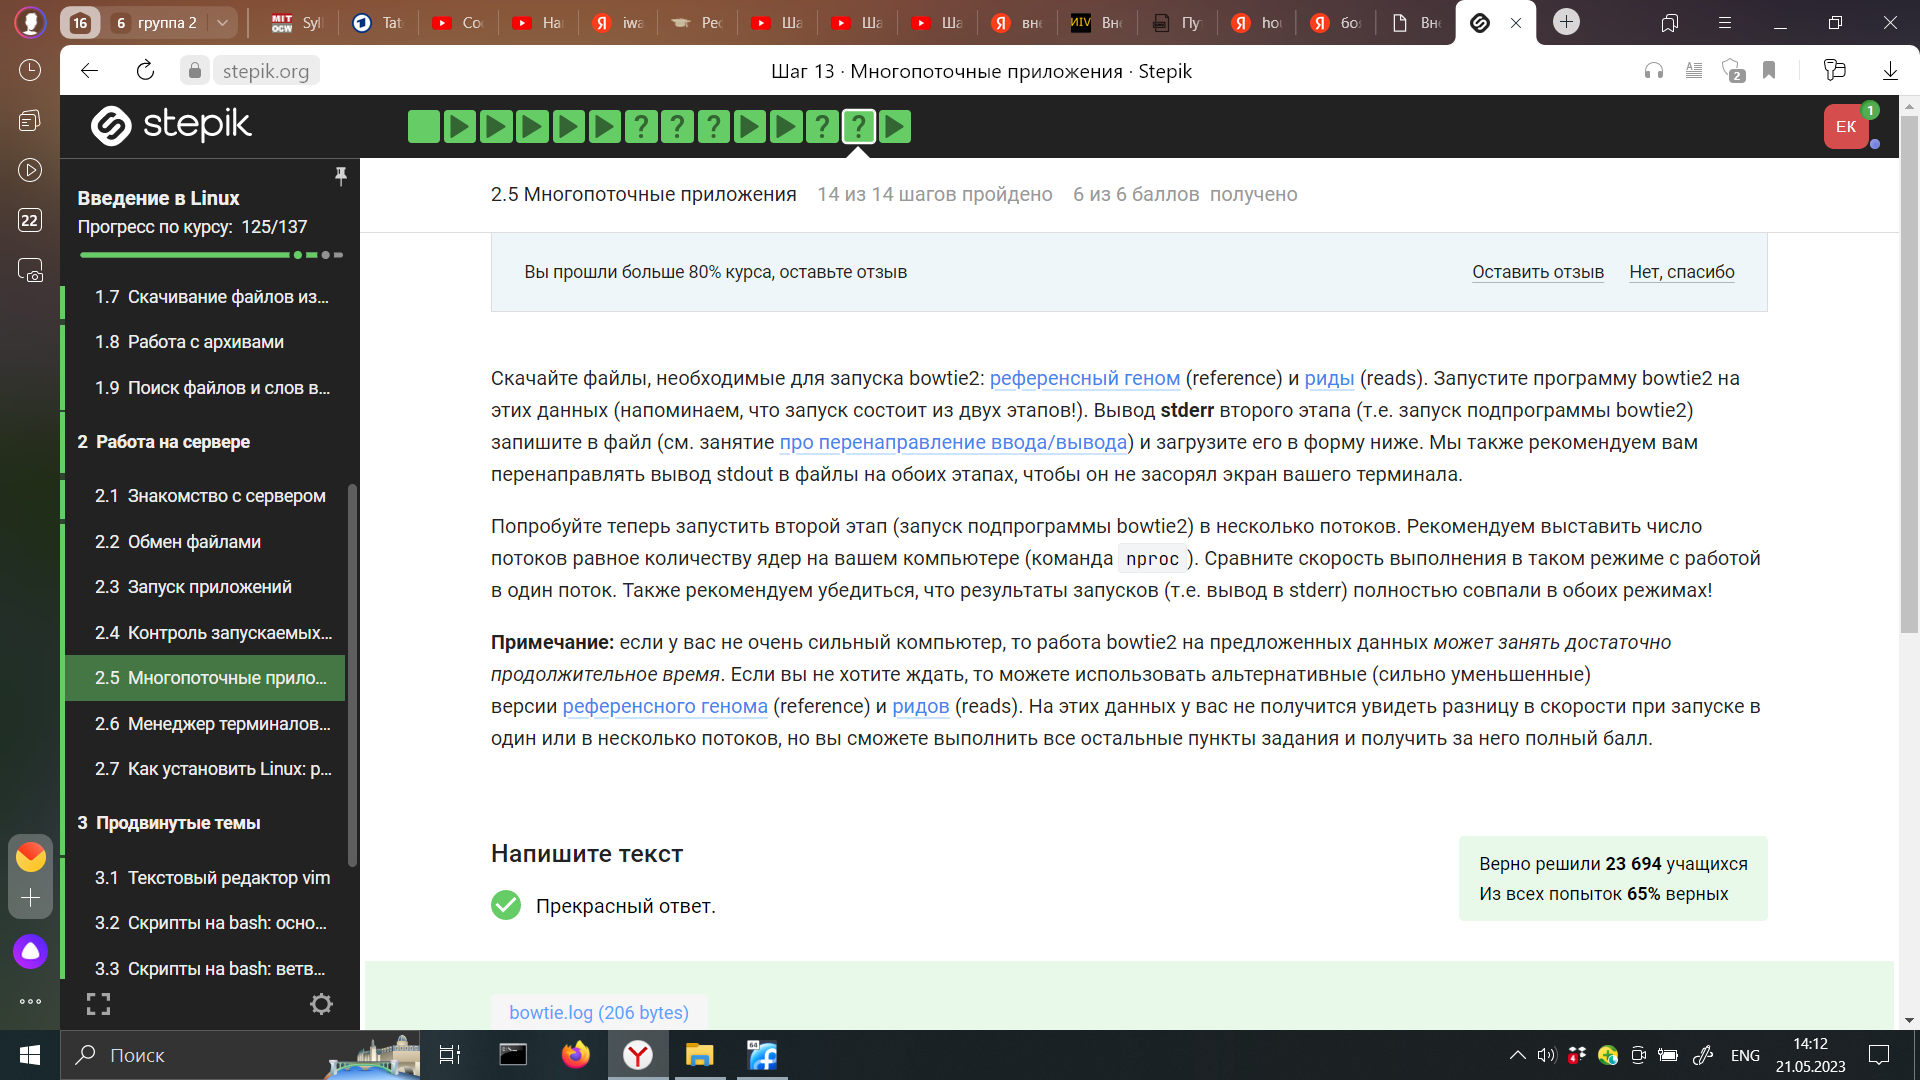 16
6 группа 2
MIT OCW Syll
Tat
Сос
На
iwa
Рес
Ша
Ша
Ша
вне
ИIV Вне
Пу
hou
боя
Вне
stepik.org
Шаг 13 · Многопоточные приложения · Stepik
2
stepik
? ? ? ? ?
ЕК
1
22
Введение в Linux
Прогресс по курсу: 125/137
1.7 Скачивание файлов из...
1.8 Работа с архивами
1.9 Поиск файлов и слов в...
2 Работа на сервере
2.1 Знакомство с сервером
2.2 Обмен файлами
2.3 Запуск приложений
2.4 Контроль запускаемых...
2.5 Многопоточные прило...
2.6 Менеджер терминалов...
2.7 Как установить Linux: р...
3 Продвинутые темы
3.1 Текстовый редактор vim
3.2 Скрипты на bash: осно...
3.3 Скрипты на bash: ветв...
2.5 Многопоточные приложения 14 из 14 шагов пройдено 6 из 6 баллов получено
Вы прошли больше 80% курса, оставьте отзыв
Оставить отзыв Нет, спасибо
Скачайте файлы, необходимые для запуска bowtie2: референсный геном (reference) и риды (reads). Запустите программу bowtie2 на
этих данных (напоминаем, что запуск состоит из двух этапов!). Вывод stderr второго этапа (т.е. запуск подпрограммы bowtie2)
запишите в файл (см. занятие про перенаправление ввода/вывода) и загрузите его в форму ниже. Мы также рекомендуем вам
перенаправлять вывод stdout в файлы на обоих этапах, чтобы он не засорял экран вашего терминала.
Попробуйте теперь запустить второй этап (запуск подпрограммы bowtie2) в несколько потоков. Рекомендуем выставить число
потоков равное количеству ядер на вашем компьютере (команда nproc ). Сравните скорость выполнения в таком режиме с работой
в один поток. Также рекомендуем убедиться, что результаты запусков (т.е. вывод в stderr) полностью совпали в обоих режимах!
Примечание: если у вас не очень сильный компьютер, то работа bowtie2 на предложенных данных может занять достаточно
продолжительное время. Если вы не хотите ждать, то можете использовать альтернативные (сильно уменьшенные)
версии референсного генома (reference) и ридов (reads). На этих данных у вас не получится увидеть разницу в скорости при запуске в
один или в несколько потоков, но вы сможете выполнить все остальные пункты задания и получить за него полный балл.
Напишите текст
Прекрасный ответ.
Верно решили 23 694 учащихся
Из всех попыток 65% верных
bowtie.log (206 bytes)
Поиск
64
4
ENG
14:12
21.05.2023